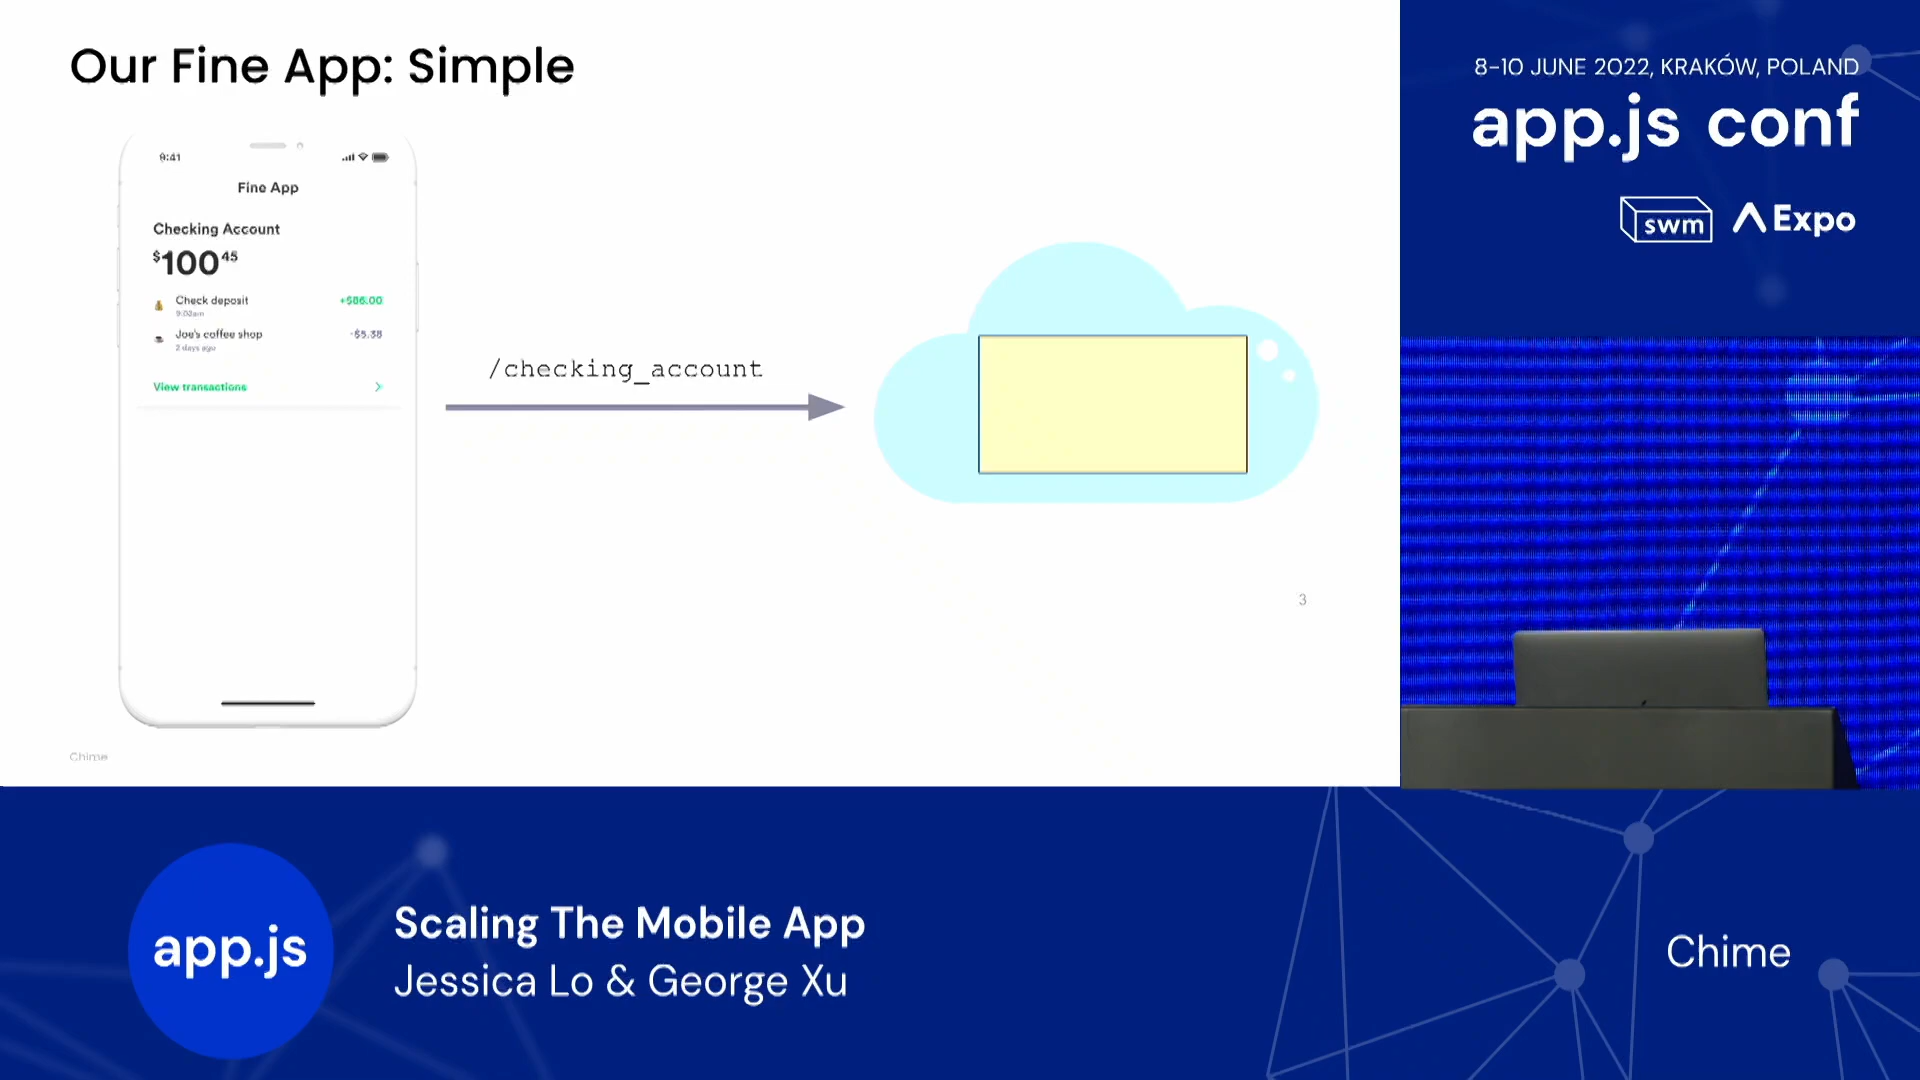 Our Fine App: Simple
9:41
Fine App
Checking Account
$100 45
Check deposit
+$86.00
9:02am
Joe's coffee shop
-$5.38
2 days ago
View transactions
/checking_account
3
Chime
8–10 JUNE 2022, KRAKÓW, POLAND
app.js conf
swm
Expo
app.js
Scaling The Mobile App
Jessica Lo & George Xu
Chime